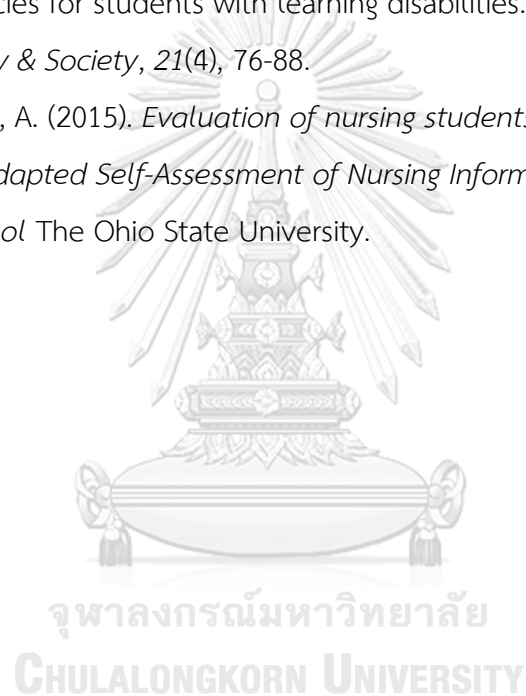 cies for students with learning disabilities.
y & Society, 21(4), 76-88.
, A. (2015). Evaluation of nursing students
dapted Self-Assessment of Nursing Inform
ol The Ohio State University.
จุฬาลงกรณ์มหาวิทยาลัย
CHULALONGKORN UNIVERSITY